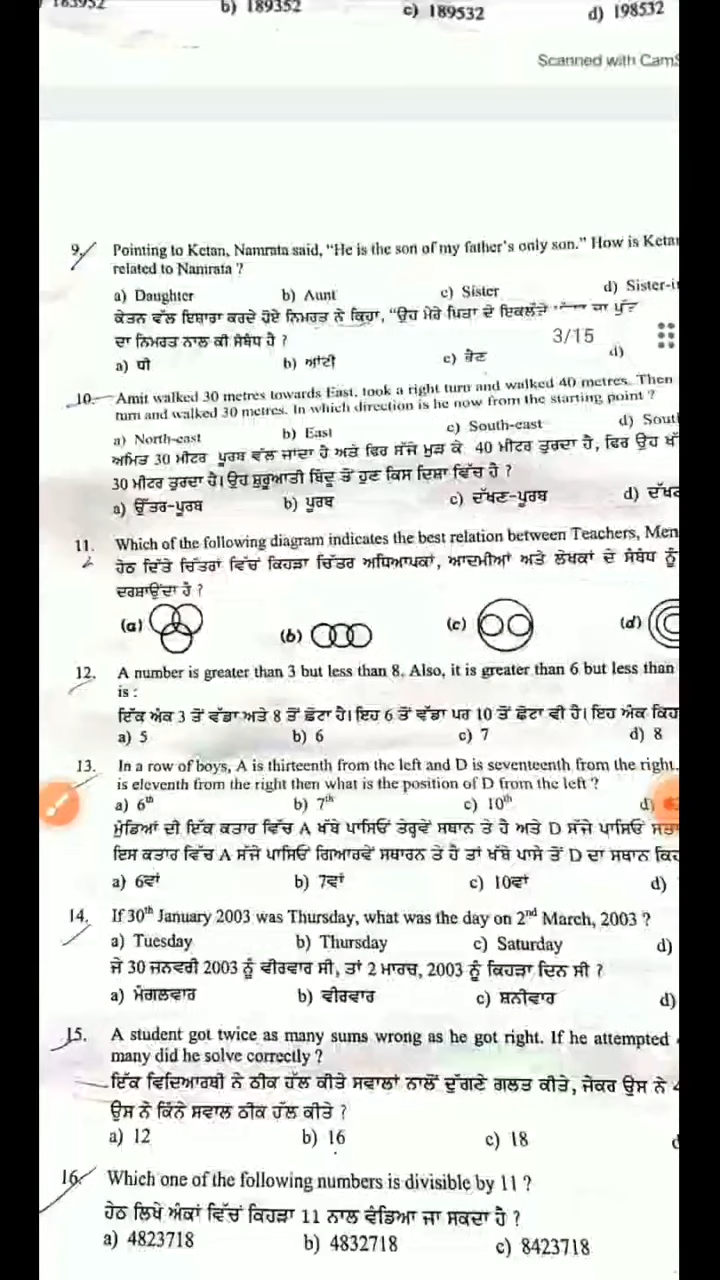 b) 189352 c) 189532 d) 198532
Scanned with CamS
9. Pointing to Ketan, Namrata said, “He is the son of my father's only son.” How is Ketan
related to Namrata ?
a) Daughter b) Aunt c) Sister d) Sister-i
ਕੇਤਨ ਵੱਲ ਇਸ਼ਾਰਾ ਕਰਦੇ ਹੋਏ ਨਿਮਰਤ ਨੇ ਕਿਹਾ, “ਉਹ ਮੇਰੇ ਪਿਤਾ ਦੇ ਇਕਲੌਤੇ ਦਾ ਪੁੱਤ
ਦਾ ਨਿਮਰਤ ਨਾਲ ਕੀ ਸੰਬੰਧ ਹੈ ? 3/15
a) ਧੀ b) ਆਂਟੀ c) ਭੈਣ d)
10. Amit walked 30 metres towards East, took a right turn and walked 40 metres. Then
turn and walked 30 metres. In which direction is he now from the starting point ?
a) North-east b) East c) South-east d) South
ਅਮਿਤ 30 ਮੀਟਰ ਪੂਰਬ ਵੱਲ ਜਾਂਦਾ ਹੈ ਅਤੇ ਫਿਰ ਸੱਜੇ ਮੁੜ ਕੇ 40 ਮੀਟਰ ਤੁਰਦਾ ਹੈ, ਫਿਰ ਉਹ ਖੱ
30 ਮੀਟਰ ਤੁਰਦਾ ਹੈ। ਉਹ ਸ਼ੁਰੂਆਤੀ ਬਿੰਦੂ ਤੋਂ ਹੁਣ ਕਿਸ ਦਿਸ਼ਾ ਵਿੱਚ ਹੈ ?
a) ਉੱਤਰ-ਪੂਰਬ b) ਪੂਰਬ c) ਦੱਖਣ-ਪੂਰਬ d) ਦੱਖ
11. Which of the following diagram indicates the best relation between Teachers, Men
ਹੇਠ ਦਿੱਤੇ ਚਿੱਤਰਾਂ ਵਿੱਚੋਂ ਕਿਹੜਾ ਚਿੱਤਰ ਅਧਿਆਪਕਾਂ, ਆਦਮੀਆਂ ਅਤੇ ਲੇਖਕਾਂ ਦੇ ਸੰਬੰਧ ਨੂੰ
ਦਰਸਾਉਂਦਾ ਹੈ ?
(a) (b) (c) (d)
12. A number is greater than 3 but less than 8. Also, it is greater than 6 but less than
is :
ਇੱਕ ਅੰਕ 3 ਤੋਂ ਵੱਡਾ ਅਤੇ 8 ਤੋਂ ਛੋਟਾ ਹੈ। ਇਹ 6 ਤੋਂ ਵੱਡਾ ਪਰ 10 ਤੋਂ ਛੋਟਾ ਵੀ ਹੈ। ਇਹ ਅੰਕ ਕਿਹ
a) 5 b) 6 c) 7 d) 8
13. In a row of boys, A is thirteenth from the left and D is seventeenth from the right.
is eleventh from the right then what is the position of D from the left ?
a) 6th b) 7th c) 10th d)
ਮੁੰਡਿਆਂ ਦੀ ਇੱਕ ਕਤਾਰ ਵਿੱਚ A ਖੱਬੇ ਪਾਸਿਓਂ ਤੇਰ੍ਹਵੇਂ ਸਥਾਨ ਤੇ ਹੈ ਅਤੇ D ਸੱਜੇ ਪਾਸਿਓਂ ਸਤਾ
ਇਸ ਕਤਾਰ ਵਿੱਚ A ਸੱਜੇ ਪਾਸਿਓਂ ਗਿਆਰਵੇਂ ਸਥਾਰਨ ਤੇ ਹੈ ਤਾਂ ਖੱਬੇ ਪਾਸੇ ਤੋਂ D ਦਾ ਸਥਾਨ ਕਿਹ
a) 6ਵਾਂ b) 7ਵਾਂ c) 10ਵਾਂ d)
14. If 30th January 2003 was Thursday, what was the day on 2nd March, 2003 ?
a) Tuesday b) Thursday c) Saturday d)
ਜੇ 30 ਜਨਵਰੀ 2003 ਨੂੰ ਵੀਰਵਾਰ ਸੀ, ਤਾਂ 2 ਮਾਰਚ, 2003 ਨੂੰ ਕਿਹੜਾ ਦਿਨ ਸੀ ?
a) ਮੰਗਲਵਾਰ b) ਵੀਰਵਾਰ c) ਸ਼ਨੀਵਾਰ d)
15. A student got twice as many sums wrong as he got right. If he attempted
many did he solve correctly ?
ਇੱਕ ਵਿਦਿਆਰਥੀ ਨੇ ਠੀਕ ਹੱਲ ਕੀਤੇ ਸਵਾਲਾਂ ਨਾਲੋਂ ਦੁੱਗਣੇ ਗਲਤ ਕੀਤੇ, ਜੇਕਰ ਉਸ ਨੇ
ਉਸ ਨੇ ਕਿੰਨੇ ਸਵਾਲ ਠੀਕ ਹੱਲ ਕੀਤੇ ?
a) 12 b) 16 c) 18
16. Which one of the following numbers is divisible by 11 ?
ਹੇਠ ਲਿਖੇ ਅੰਕਾਂ ਵਿੱਚੋਂ ਕਿਹੜਾ 11 ਨਾਲ ਵੰਡਿਆ ਜਾ ਸਕਦਾ ਹੈ ?
a) 4823718 b) 4832718 c) 8423718